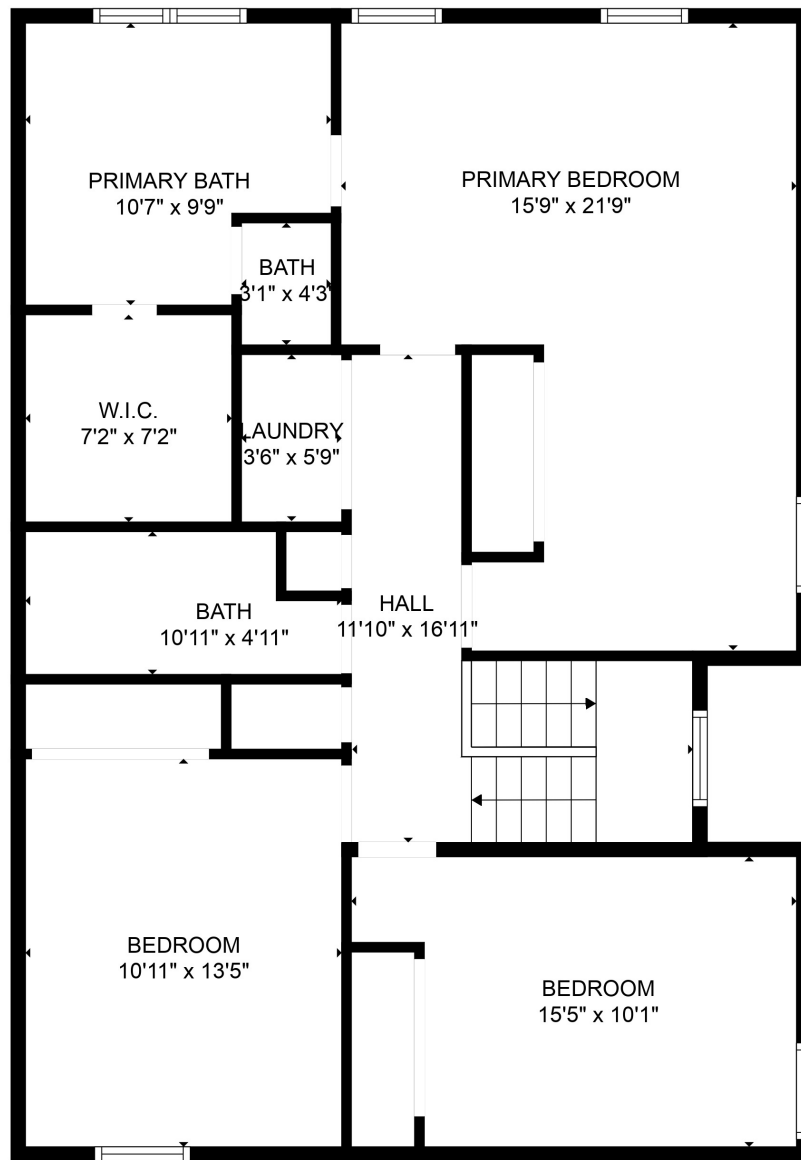 PRIMARY BATH
10'7" x 9'9"
PRIMARY BEDROOM
15'9" x 21'9"
BATH
3'1" x 4'3"
W.I.C.
7'2" x 7'2"
LAUNDRY
3'6" x 5'9"
BATH
10'11" x 4'11"
HALL
11'10" x 16'11"
BEDROOM
10'11" x 13'5"
BEDROOM
15'5" x 10'1"